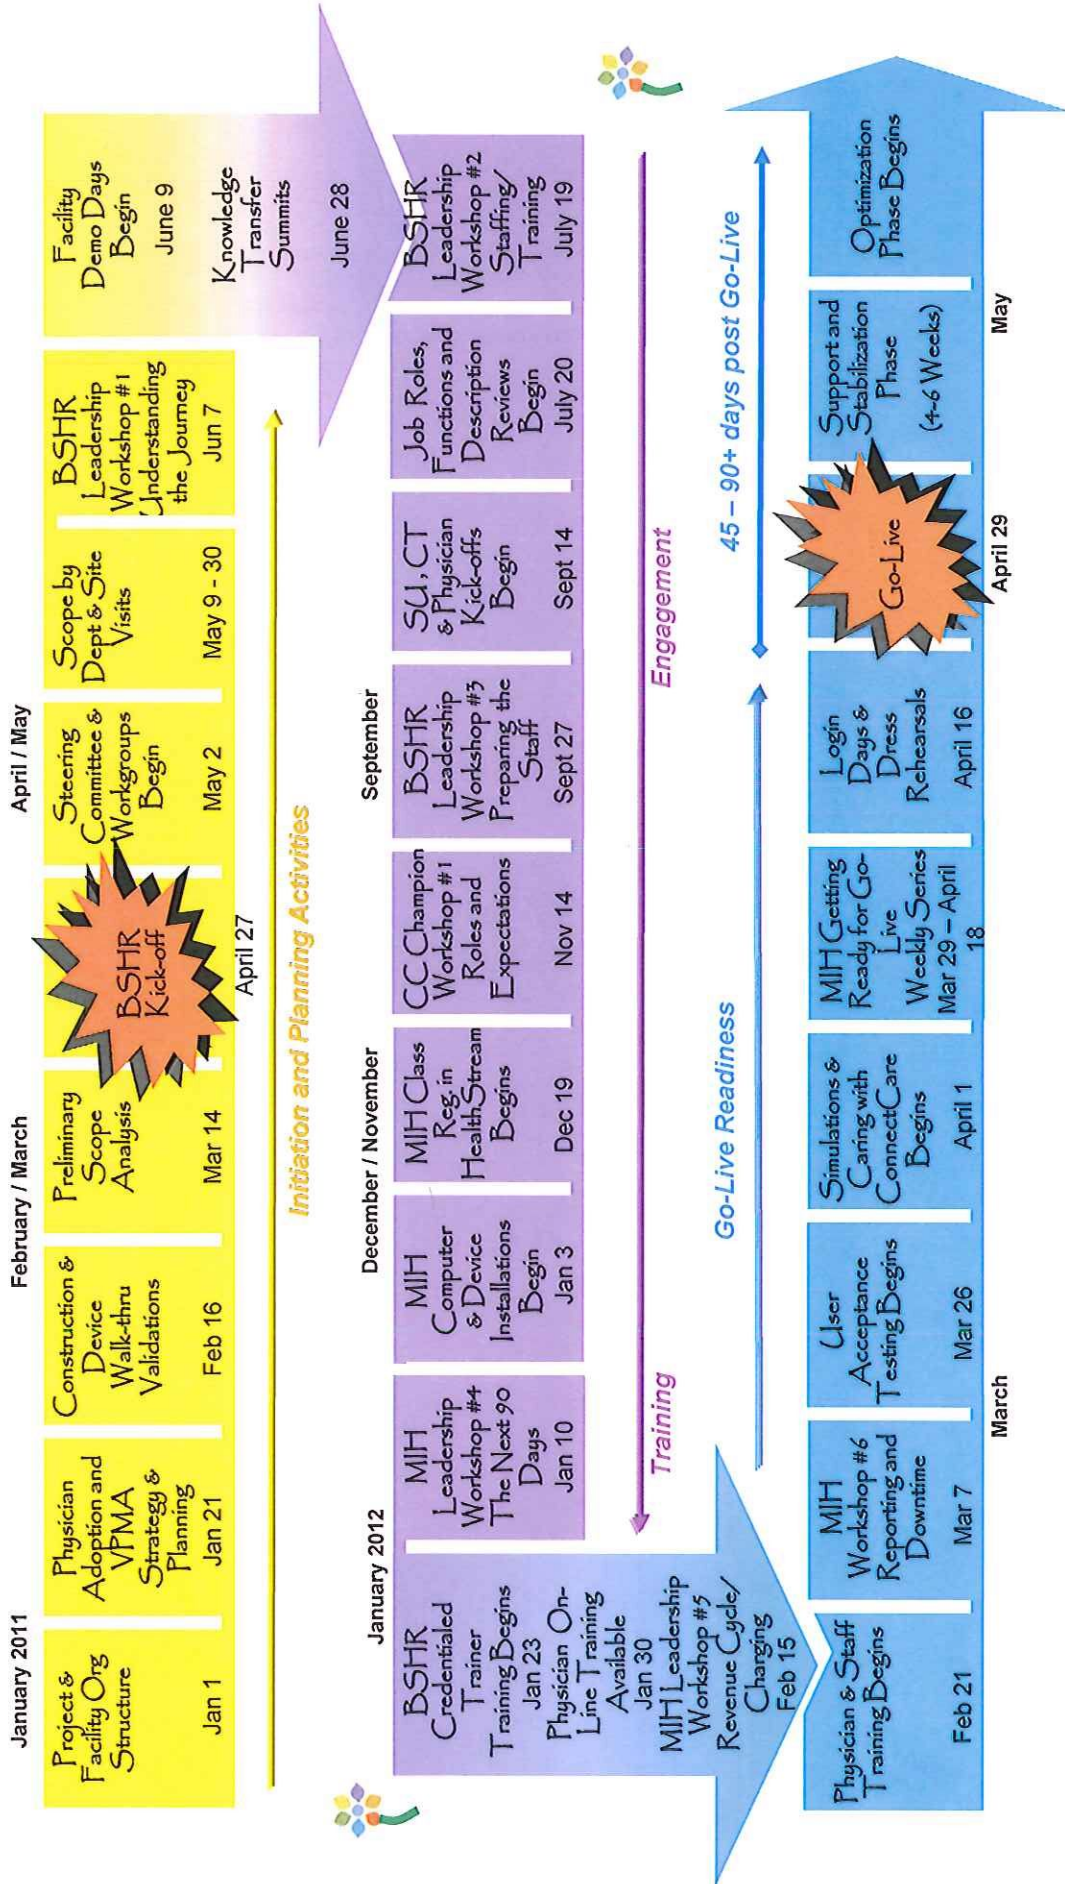 January 2011
February / March
April / May
Project &
Facility Org
Structure
Jan 1
Physician
Adoption and
VPMA
Strategy &
Planning
Jan 21
Construction &
Device
Walk-thru
Validations
Feb 16
Preliminary
Scope
Analysis
Mar 14
BSHR
Kick-off
April 27
Steering
Committee &
Workgroups
Begin
May 2
Scope by
Dept & Site
Visits
May 9 - 30
BSHR
Leadership
Workshop #1
Understanding
the Journey
Jun 7
Facility
Demo Days
Begin
June 9
Knowledge
Transfer
Summits
June 28
Initiation and Planning Activities
January 2012
December / November
September
BSHR
Credentialed
Trainer
Training Begins
Jan 23
Physician On-
Line Training
Available
Jan 30
MIH Leadership
Workshop #5
Revenue Cycle/
Charging
Feb 15
MIH
Leadership
Workshop #4
The Next 90
Days
Jan 10
MIH
Computer
& Device
Installations
Begin
Jan 3
MIH Class
Reg. in
HealthStream
Begins
Dec 19
CC Champion
Workshop #1
Roles and
Expectations
Nov 14
BSHR
Leadership
Workshop #3
Preparing the
Staff
Sept 27
SU, CT
& Physician
Kick-offs
Begin
Sept 14
Job Roles,
Functions and
Description
Reviews
Begin
July 20
BSHR
Leadership
Workshop #2
Staffing/
Training
July 19
Training
Engagement
Go-Live Readiness
45 – 90+ days post Go-Live
Physician & Staff
Training Begins
Feb 21
MIH
Workshop #6
Reporting and
Downtime
Mar 7
User
Acceptance
Testing Begins
Mar 26
Simulations &
Caring with
ConnectCare
Begins
April 1
MIH Getting
Ready for Go-
Live
Weekly Series
Mar 29 – April
18
Login
Days &
Dress
Rehearsals
April 16
Go-Live
Support and
Stabilization
Phase
(4-6 Weeks)
Optimization
Phase Begins
March
April 29
May